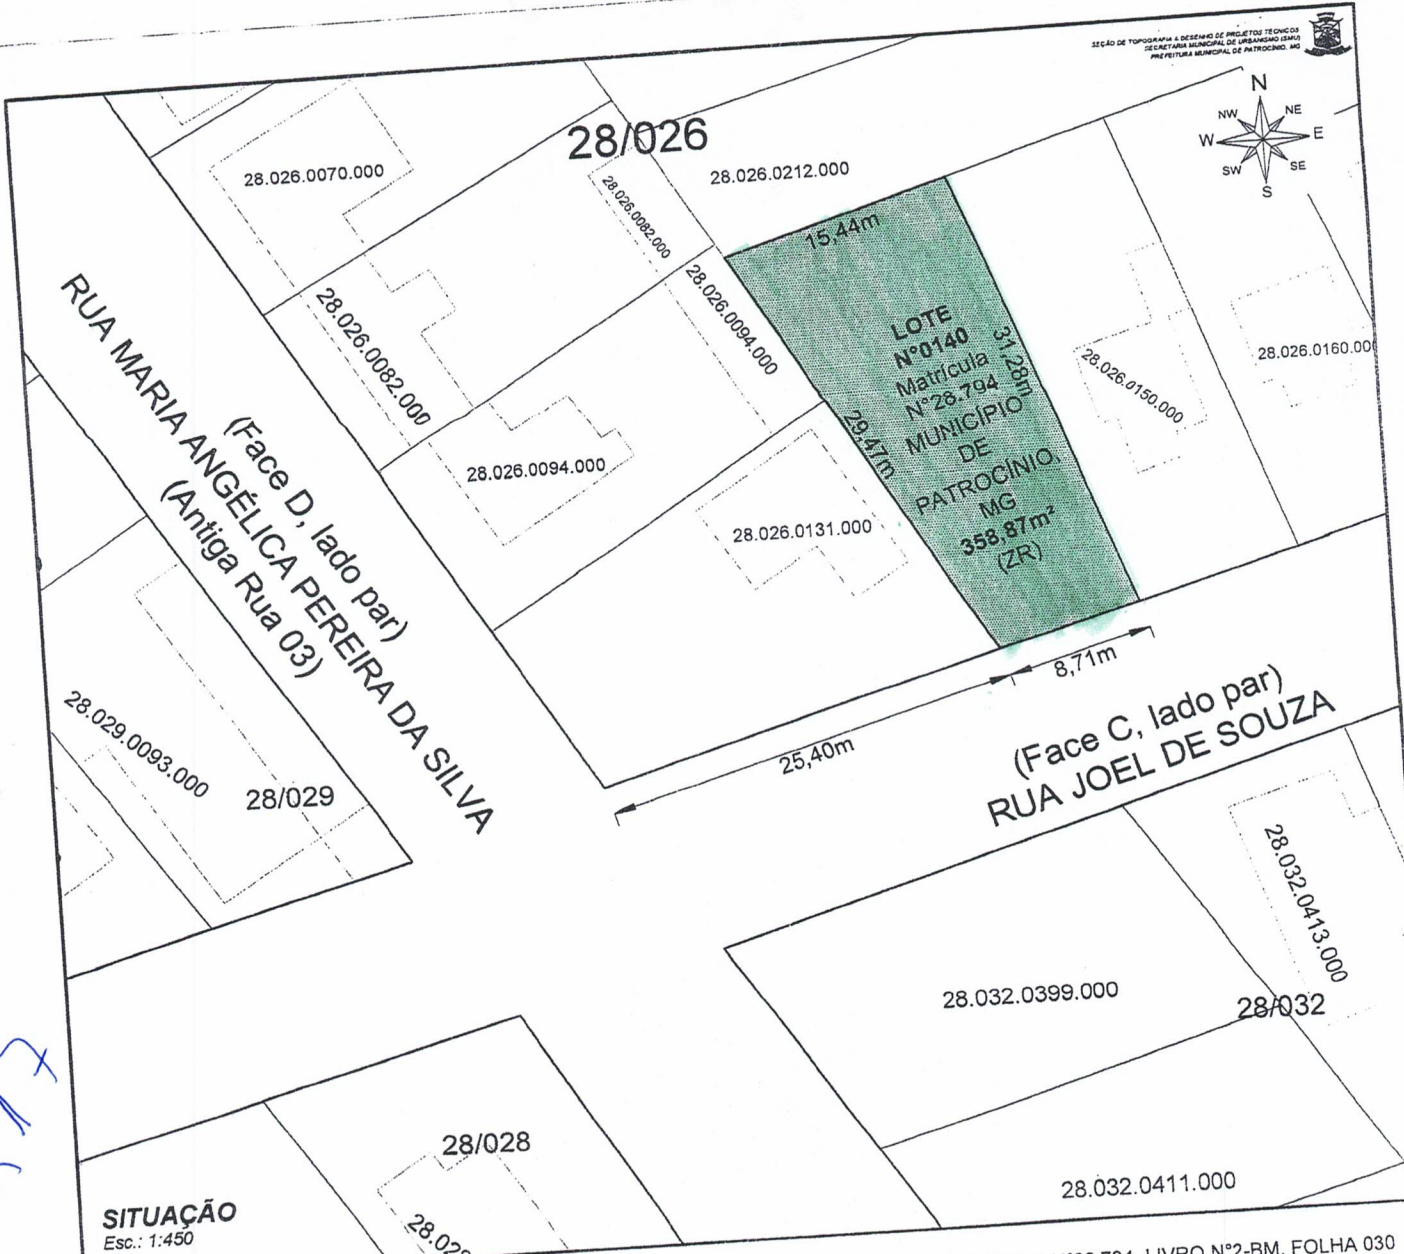 SEÇÃO DE TOPOGRAFIA & DESENHO DE PROJETOS TÉCNICOS
SECRETARIA MUNICIPAL DE URBANISMO (SMU)
PREFEITURA MUNICIPAL DE PATROCÍNIO, MG
N
NW
NE
W
E
SW
SE
S
28/026
28.026.0070.000
28.026.0212.000
28.026.0082.000
15,44m
28.026.0094.000
28.026.0082.000
LOTE
N°0140
Matrícula
N°28.794
MUNICÍPIO
DE
PATROCÍNIO,
MG
358,87m²
(ZR)
31,28m
29,47m
28.026.0150.000
28.026.0160.00
28.026.0094.000
28.026.0131.000
(Face D, lado par)
RUA MARIA ANGÉLICA PEREIRA DA SILVA
(Antiga Rua 03)
8,71m
25,40m
(Face C, lado par)
RUA JOEL DE SOUZA
28.029.0093.000
28/029
28.032.0413.000
28.032.0399.000
28/032
28/028
28.032.0411.000
SITUAÇÃO
Esc.: 1:450
28.029
LIVRO N°2-BM, FOLHA 030